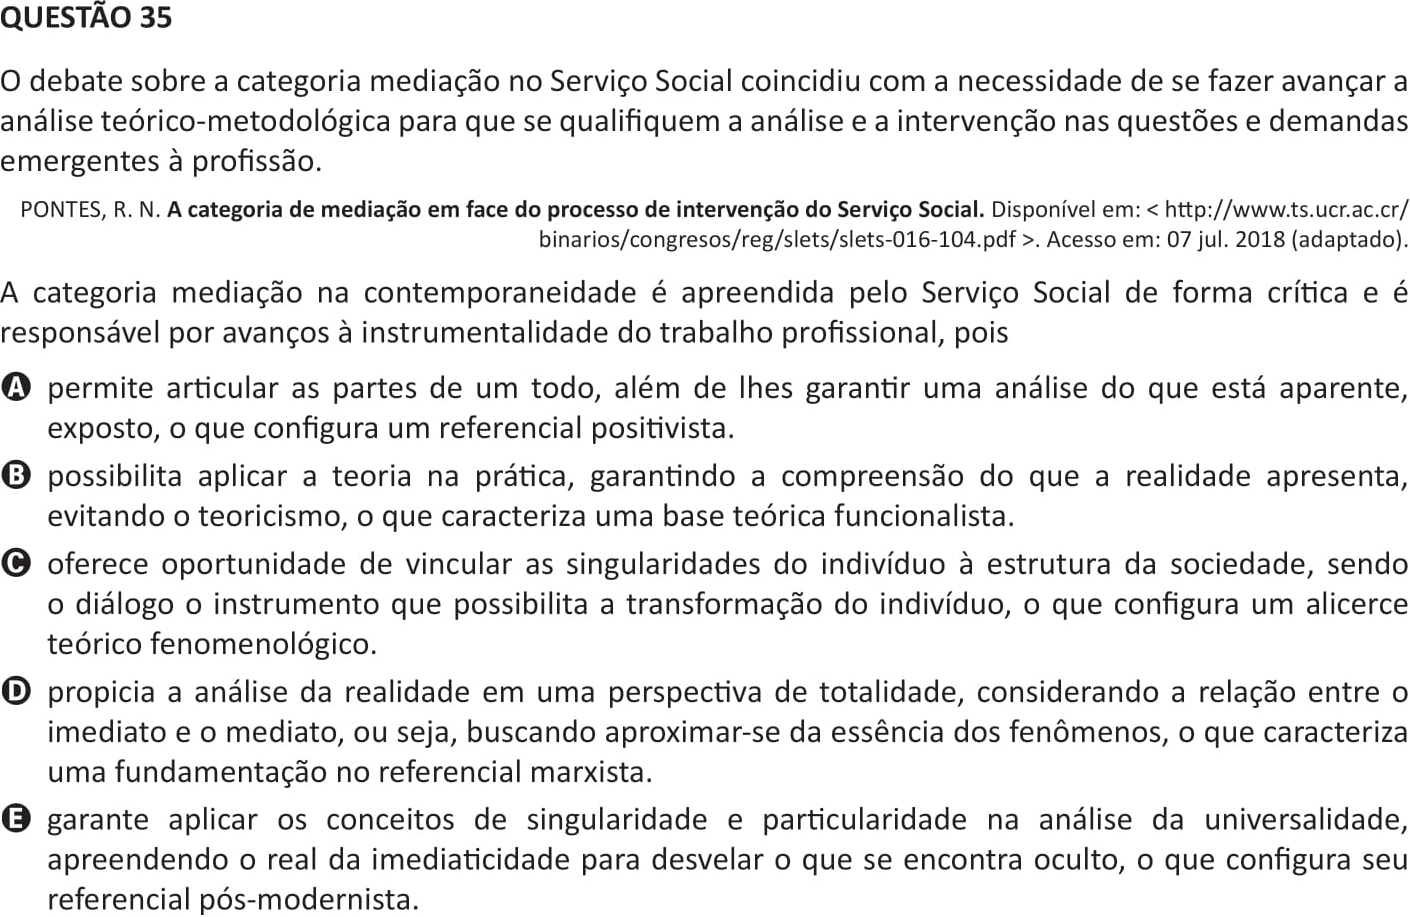 QUESTÃO 35
O debate sobre a categoria mediação no Serviço Social coincidiu com a necessidade de se fazer avançar a
análise teórico-metodológica para que se qualifiquem a análise e a intervenção nas questões e demandas
emergentes à profissão.
PONTES, R. N. A categoria de mediação em face do processo de intervenção do Serviço Social. Disponível em: < http://www.ts.ucr.ac.cr/
binarios/congresos/reg/slets/slets-016-104.pdf >. Acesso em: 07 jul. 2018 (adaptado).
A categoria mediação na contemporaneidade é apreendida pelo Serviço Social de forma crítica e é
responsável por avanços à instrumentalidade do trabalho profissional, pois
A permite articular as partes de um todo, além de lhes garantir uma análise do que está aparente,
exposto, o que configura um referencial positivista.
B possibilita aplicar a teoria na prática, garantindo a compreensão do que a realidade apresenta,
evitando o teoricismo, o que caracteriza uma base teórica funcionalista.
C oferece oportunidade de vincular as singularidades do indivíduo à estrutura da sociedade, sendo
o diálogo o instrumento que possibilita a transformação do indivíduo, o que configura um alicerce
teórico fenomenológico.
D propicia a análise da realidade em uma perspectiva de totalidade, considerando a relação entre o
imediato e o mediato, ou seja, buscando aproximar-se da essência dos fenômenos, o que caracteriza
uma fundamentação no referencial marxista.
E garante aplicar os conceitos de singularidade e particularidade na análise da universalidade,
apreendendo o real da imediaticidade para desvelar o que se encontra oculto, o que configura seu
referencial pós-modernista.